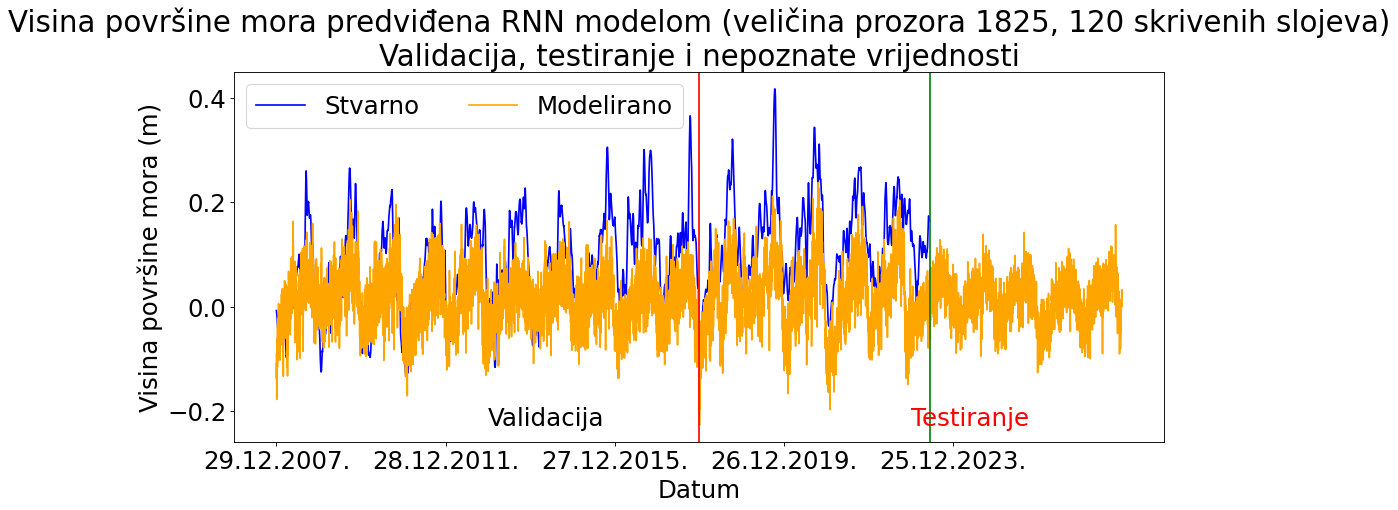 Visina površine mora predviđena RNN modelom (veličina prozora 1825, 120 skrivenih slojeva)
Validacija, testiranje i nepoznate vrijednosti
Stvarno
Modelirano
Visina površine mora (m)
0.4
0.2
0.0
−0.2
Validacija
Testiranje
29.12.2007.
28.12.2011.
27.12.2015.
26.12.2019.
25.12.2023.
Datum